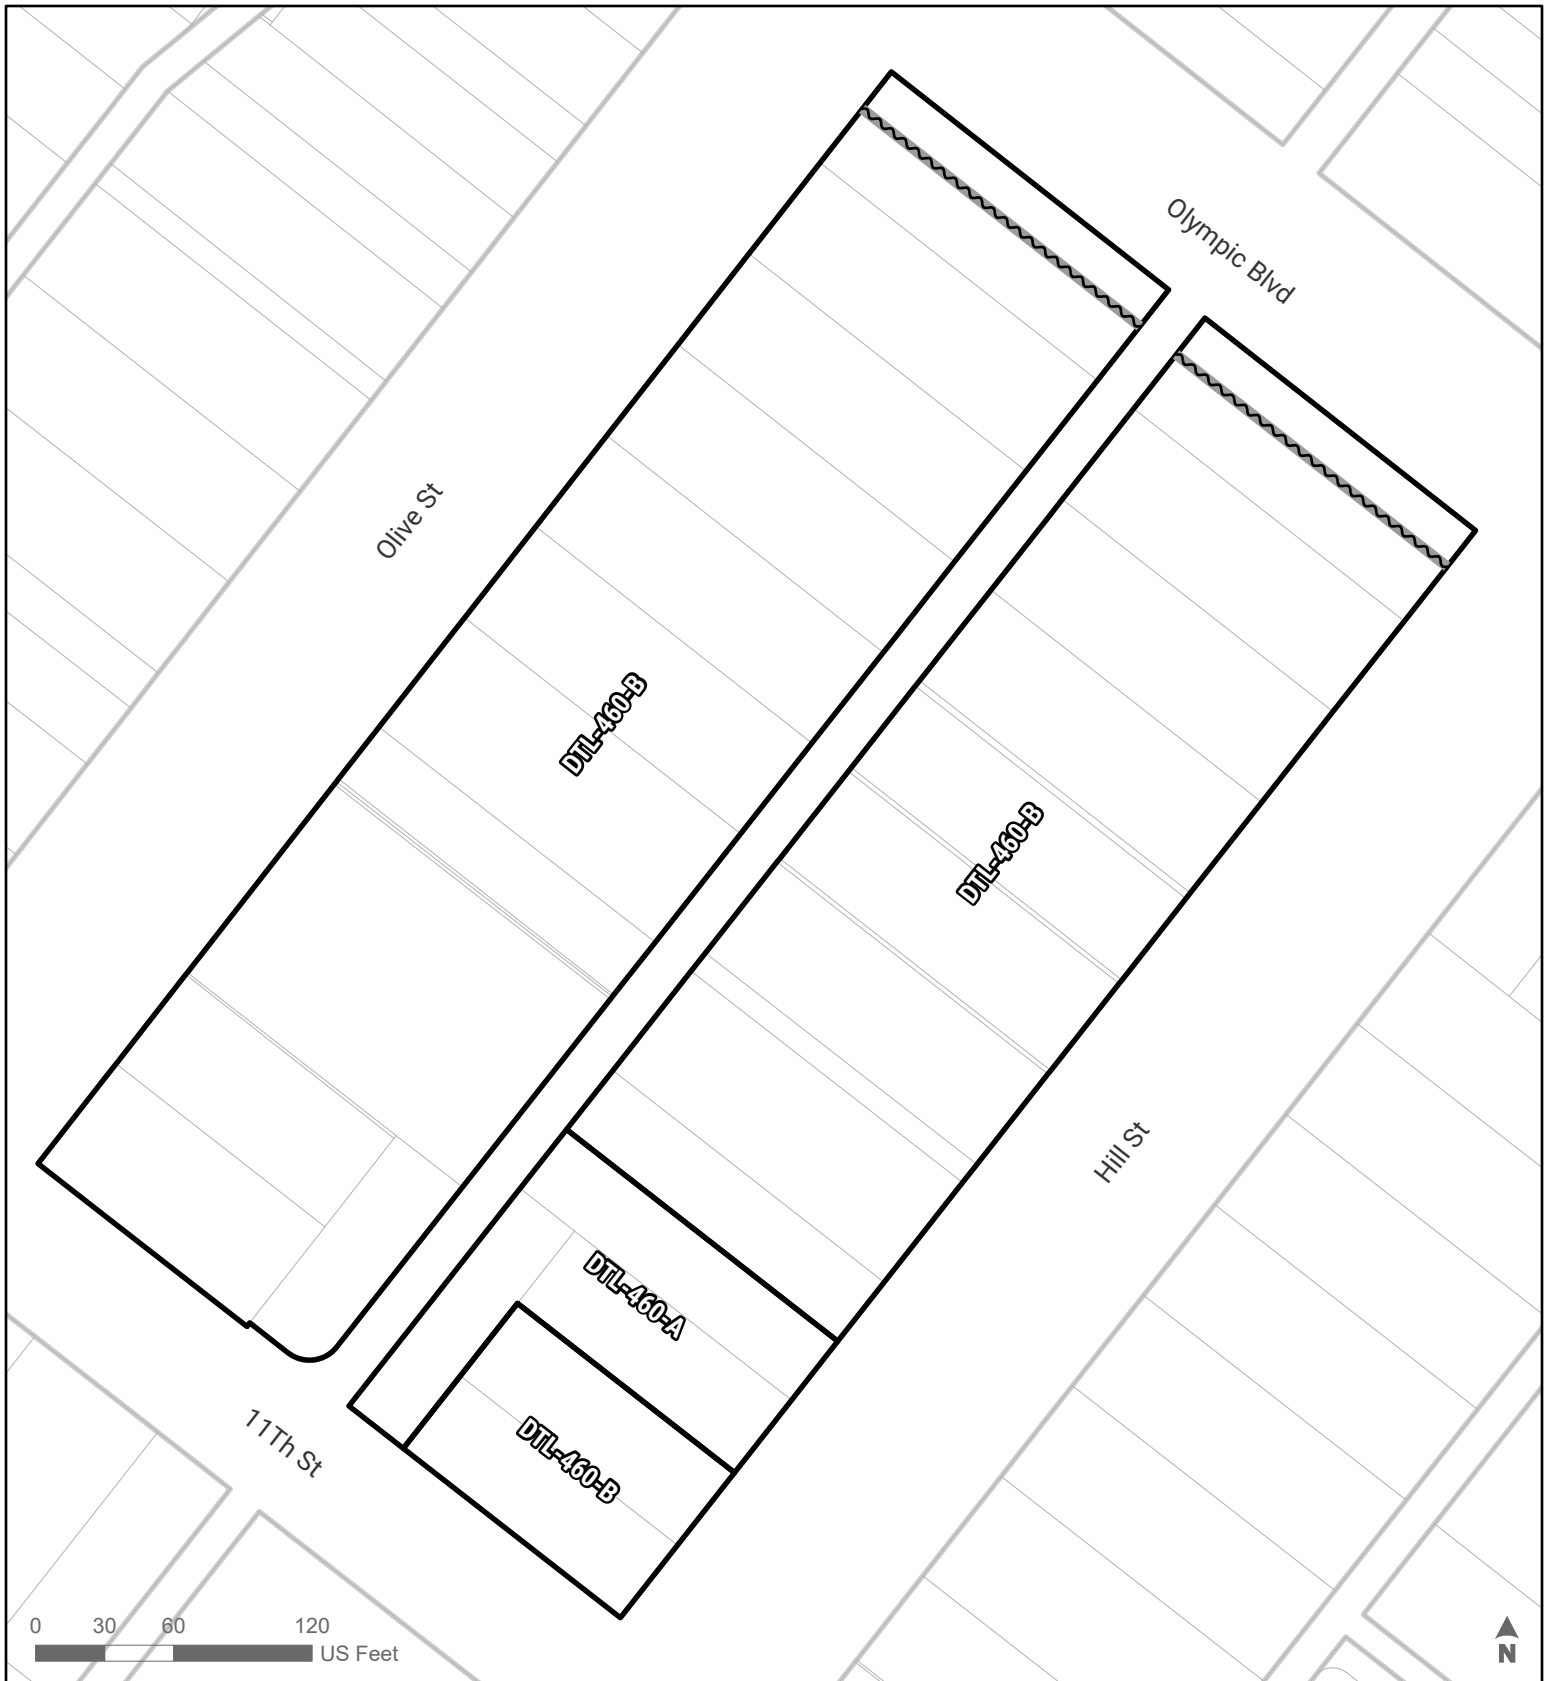 Olympic Blvd
Olive St
DTL-460-B
DTL-460-B
Hill St
DTL-460-A
DTL-460-B
11Th St
0 30 60 120
US Feet
N